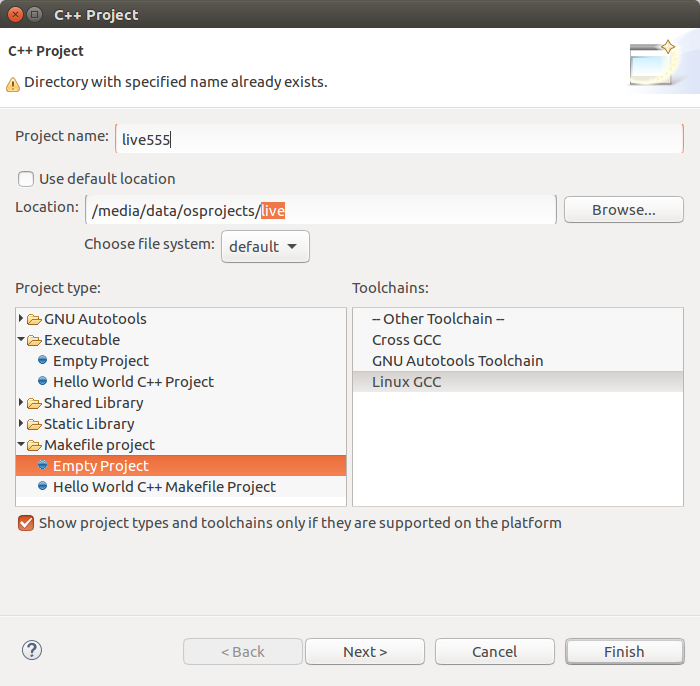 C++ Project
C++ Project
Directory with specified name already exists.
Project name: live555
Use default location
Location: /media/data/osprojects/live Browse...
Choose file system: default
Project type: Toolchains:
GNU Autotools
Executable
Empty Project
Hello World C++ Project
Shared Library
Static Library
Makefile project
Empty Project
Hello World C++ Makefile Project
-- Other Toolchain --
Cross GCC
GNU Autotools Toolchain
Linux GCC
Show project types and toolchains only if they are supported on the platform
? < Back Next > Cancel Finish